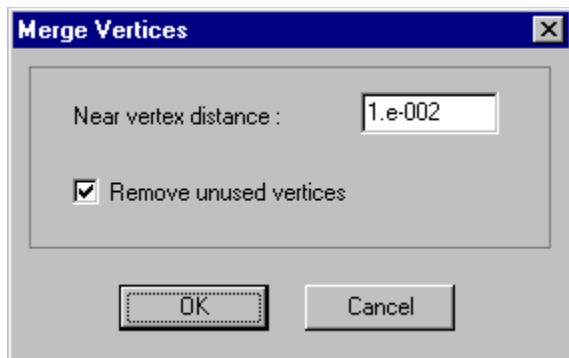 Merge Vertices
Near vertex distance : 1.e-002
Remove unused vertices
OK Cancel